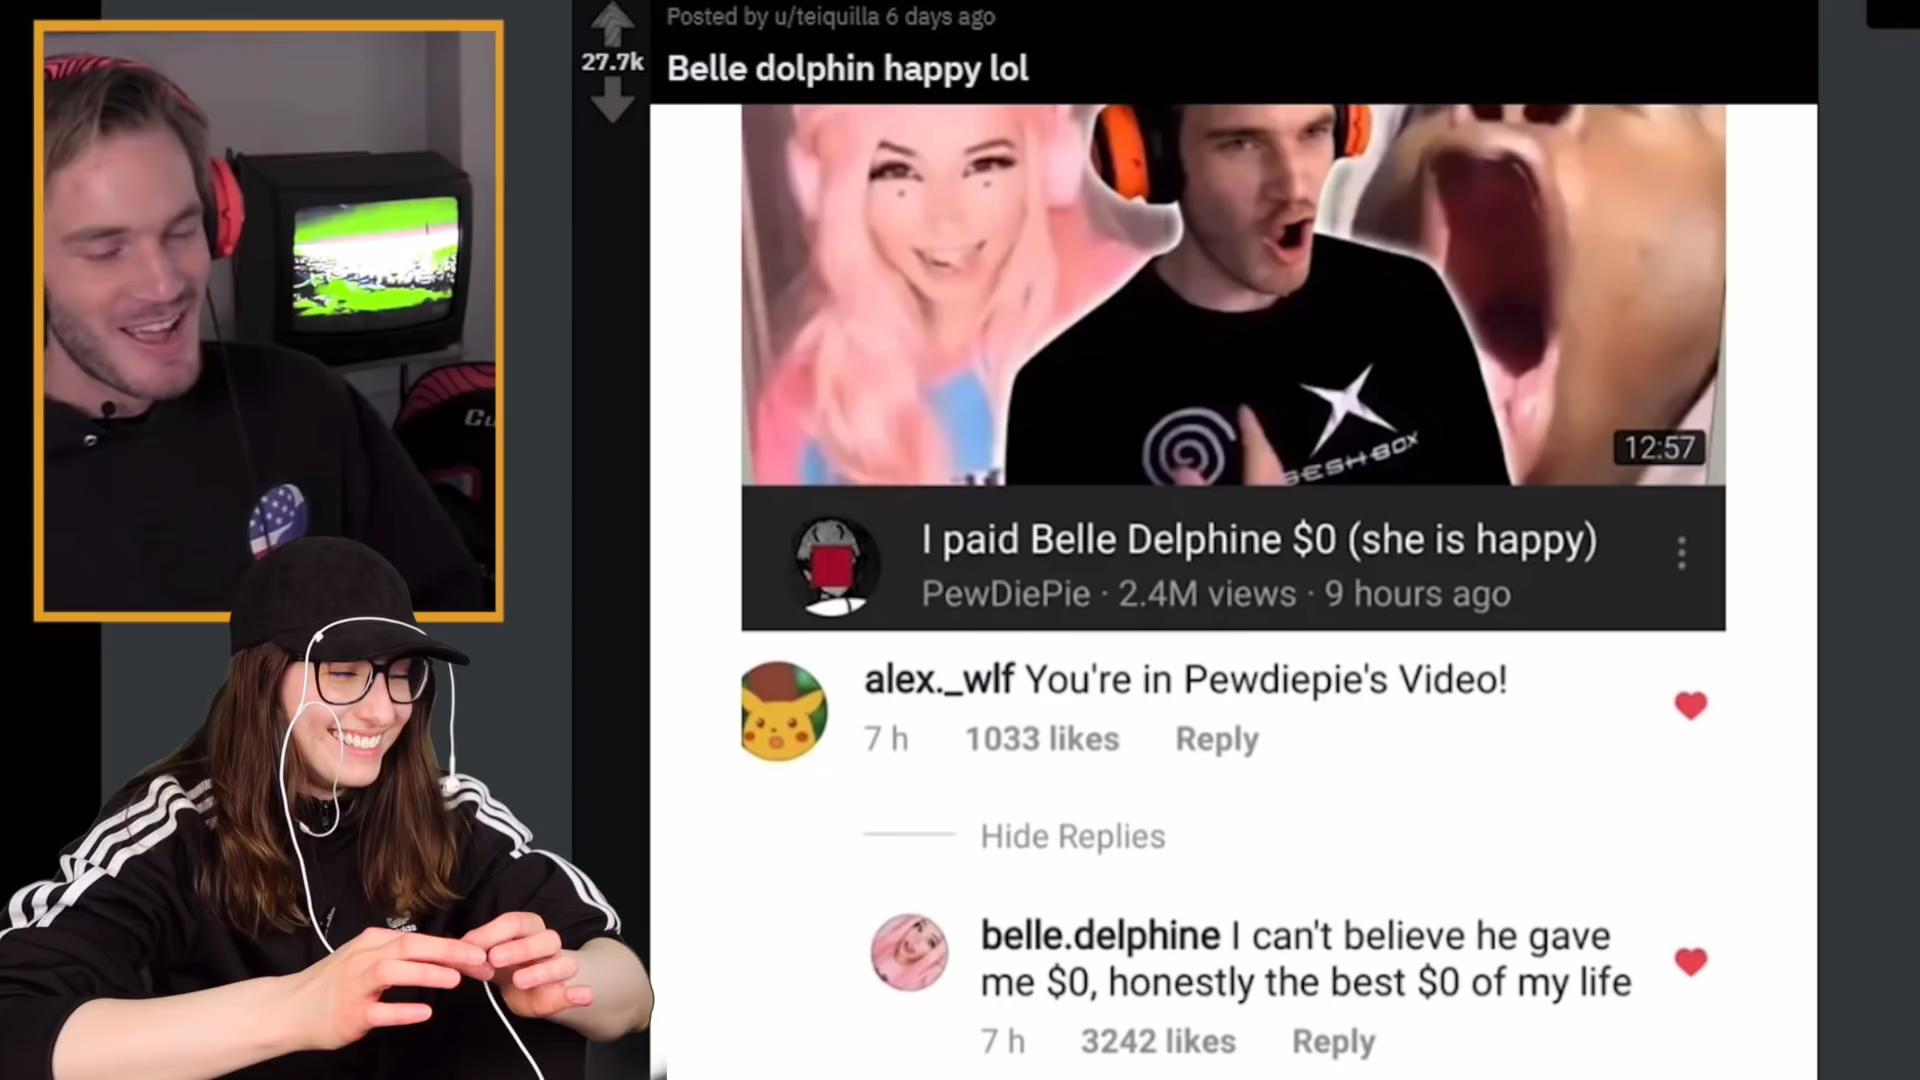 Posted by u/teiquilla 6 days ago
27.7k
Belle dolphin happy lol
12:57
I paid Belle Delphine $0 (she is happy)
PewDiePie · 2.4M views · 9 hours ago
alex._wlf You're in Pewdiepie's Video!
7 h 1033 likes Reply
Hide Replies
belle.delphine I can't believe he gave
me $0, honestly the best $0 of my life
7 h 3242 likes Reply